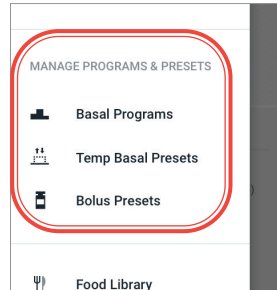 MANAGE PROGRAMS & PRESETS
Basal Programs
Temp Basal Presets
Bolus Presets
)
Food Library